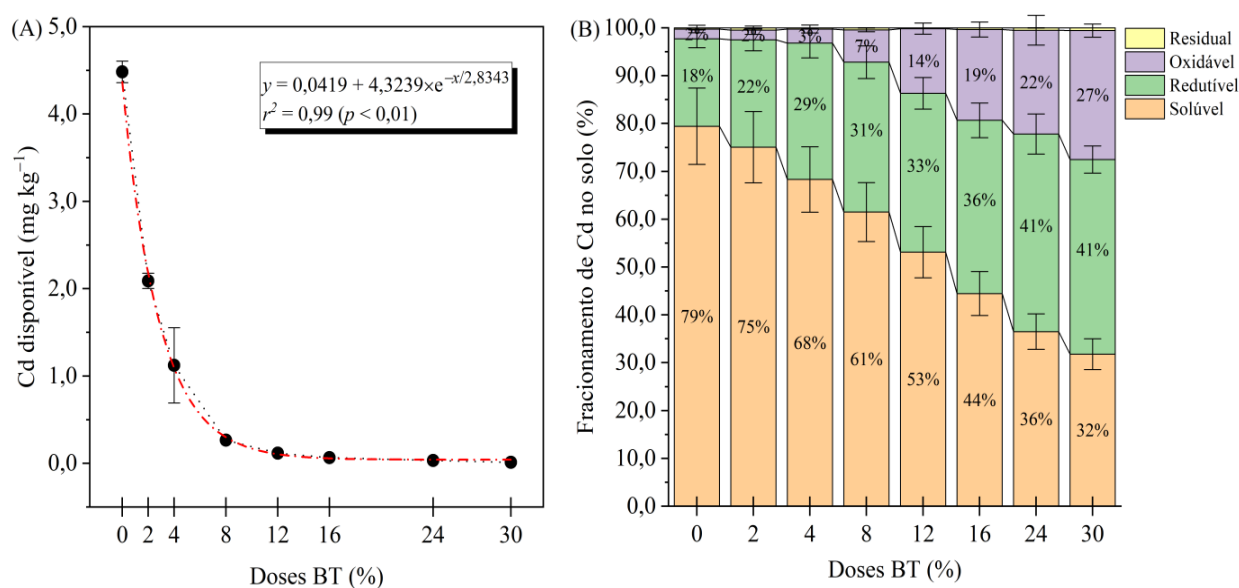 (A)
5,0
4,0
3,0
2,0
1,0
0,0
Cd disponível (mg kg⁻¹)
y = 0,0419 + 4,3239×e^−x/2,8343
r² = 0,99 (p < 0,01)
0 2 4 8 12 16 24 30
Doses BT (%)
(B)
100,0
90,0
80,0
70,0
60,0
50,0
40,0
30,0
20,0
10,0
0,0
Fracionamento de Cd no solo (%)
2% 2% 3% 7% 14% 19% 22% 27%
18% 22% 29% 31% 33% 36% 41% 41%
79% 75% 68% 61% 53% 44% 36% 32%
0 2 4 8 12 16 24 30
Doses BT (%)
Residual
Oxidável
Redutível
Solúvel